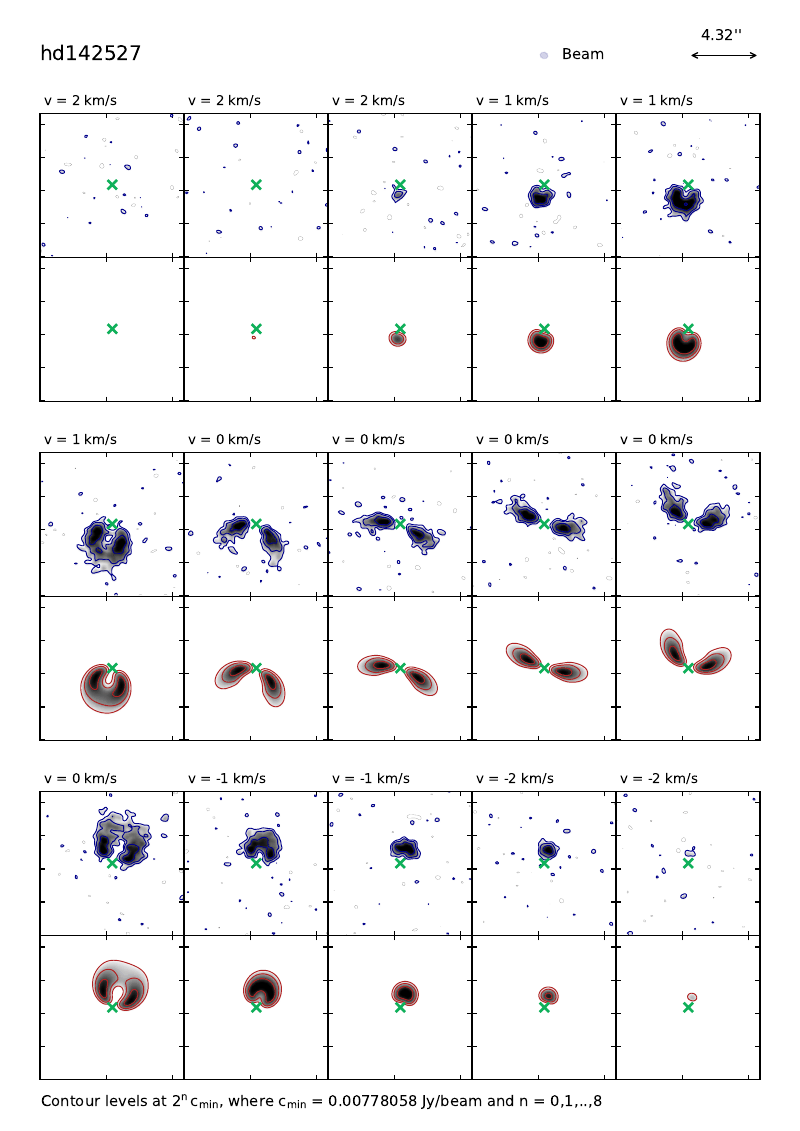 4.32''
hd142527
Beam
v = 2 km/s v = 2 km/s v = 2 km/s v = 1 km/s v = 1 km/s
v = 1 km/s v = 0 km/s v = 0 km/s v = 0 km/s v = 0 km/s
v = 0 km/s v = -1 km/s v = -1 km/s v = -2 km/s v = -2 km/s
Contour levels at 2ⁿ c_min, where c_min = 0.00778058 Jy/beam and n = 0,1,..,8